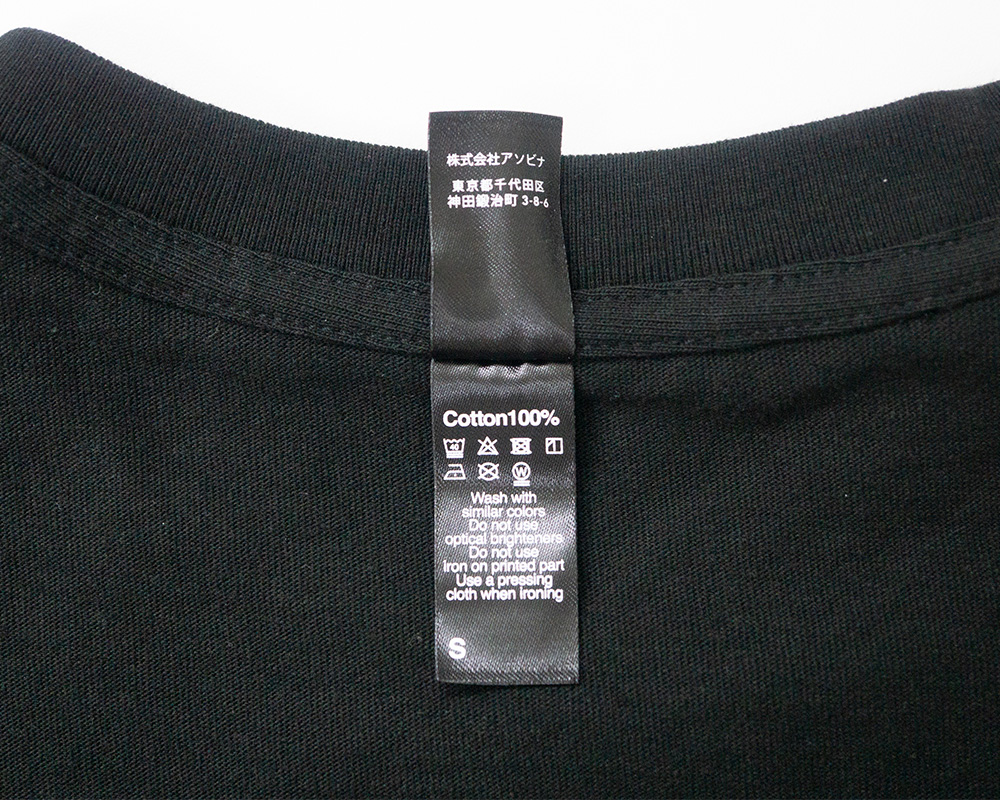 株式会社アソビナ
東京都千代田区
神田鍛治町 3-8-6
Cotton100%
40
W
Wash with
similar colors
Do not use
optical brighteners
Do not use
iron on printed part
Use a pressing
cloth when ironing
S